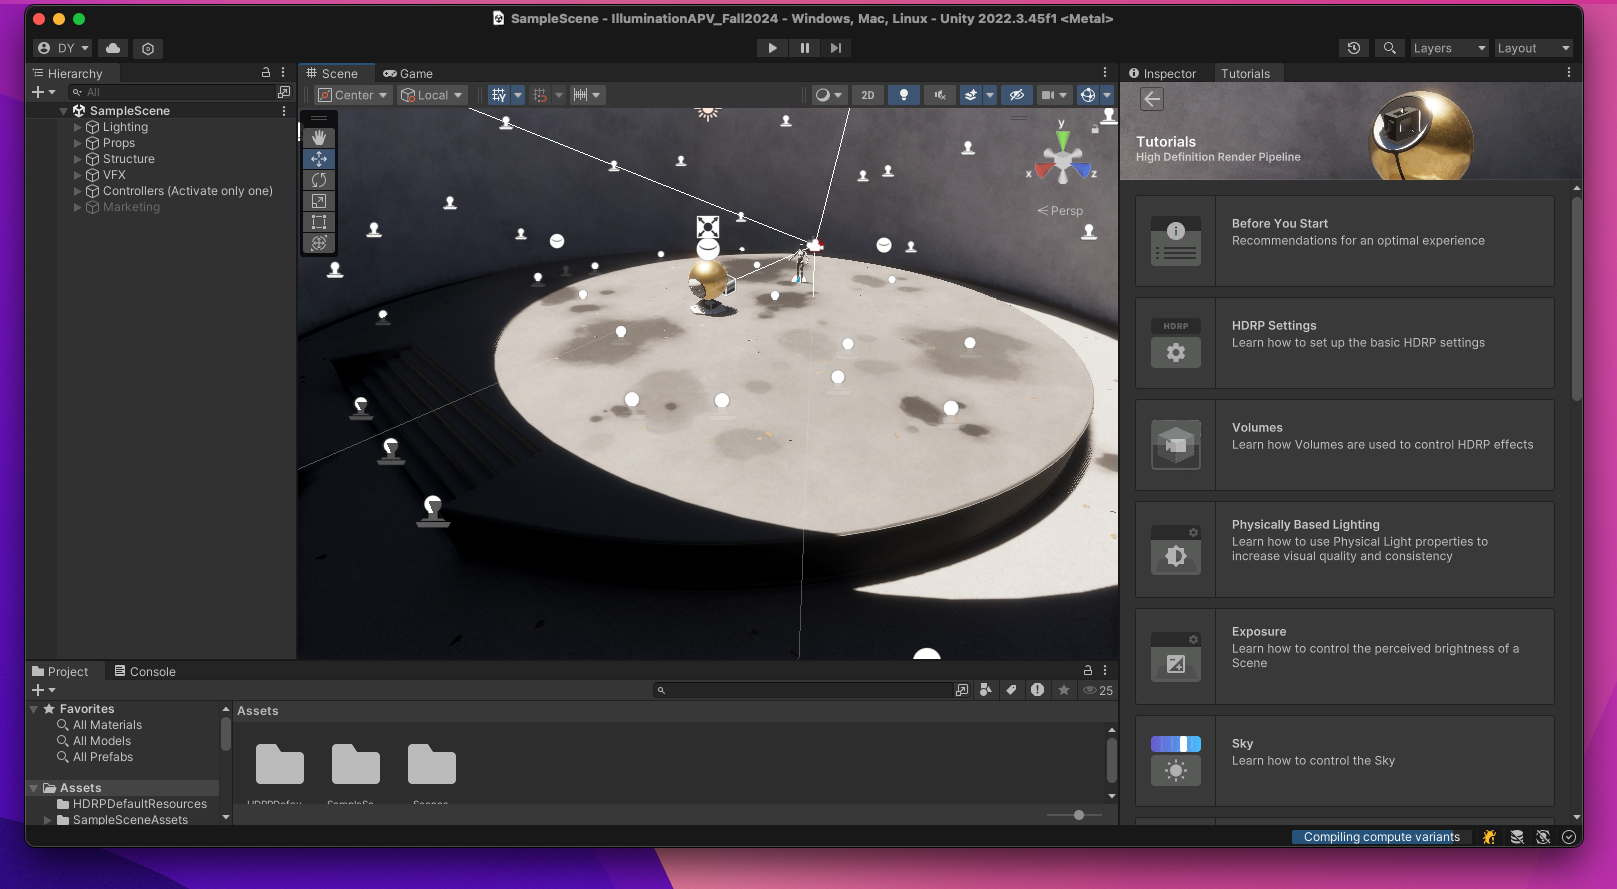 SampleScene - IlluminationAPV_Fall2024 - Windows, Mac, Linux - Unity 2022.3.45f1 <Metal>
DY
Layers
Layout
Hierarchy
All
SampleScene
Lighting
Props
Structure
VFX
Controllers (Activate only one)
Marketing
Scene
Game
Center
Local
2D
y
x
z
Persp
Inspector
Tutorials
Tutorials
High Definition Render Pipeline
Before You Start
Recommendations for an optimal experience
HDRP
HDRP Settings
Learn how to set up the basic HDRP settings
Volumes
Learn how Volumes are used to control HDRP effects
Physically Based Lighting
Learn how to use Physical Light properties to
increase visual quality and consistency
Exposure
Learn how to control the perceived brightness of a
Scene
Sky
Learn how to control the Sky
Project
Console
25
Favorites
All Materials
All Models
All Prefabs
Assets
HDRPDefaultResources
SampleSceneAssets
Assets
Compiling compute variants